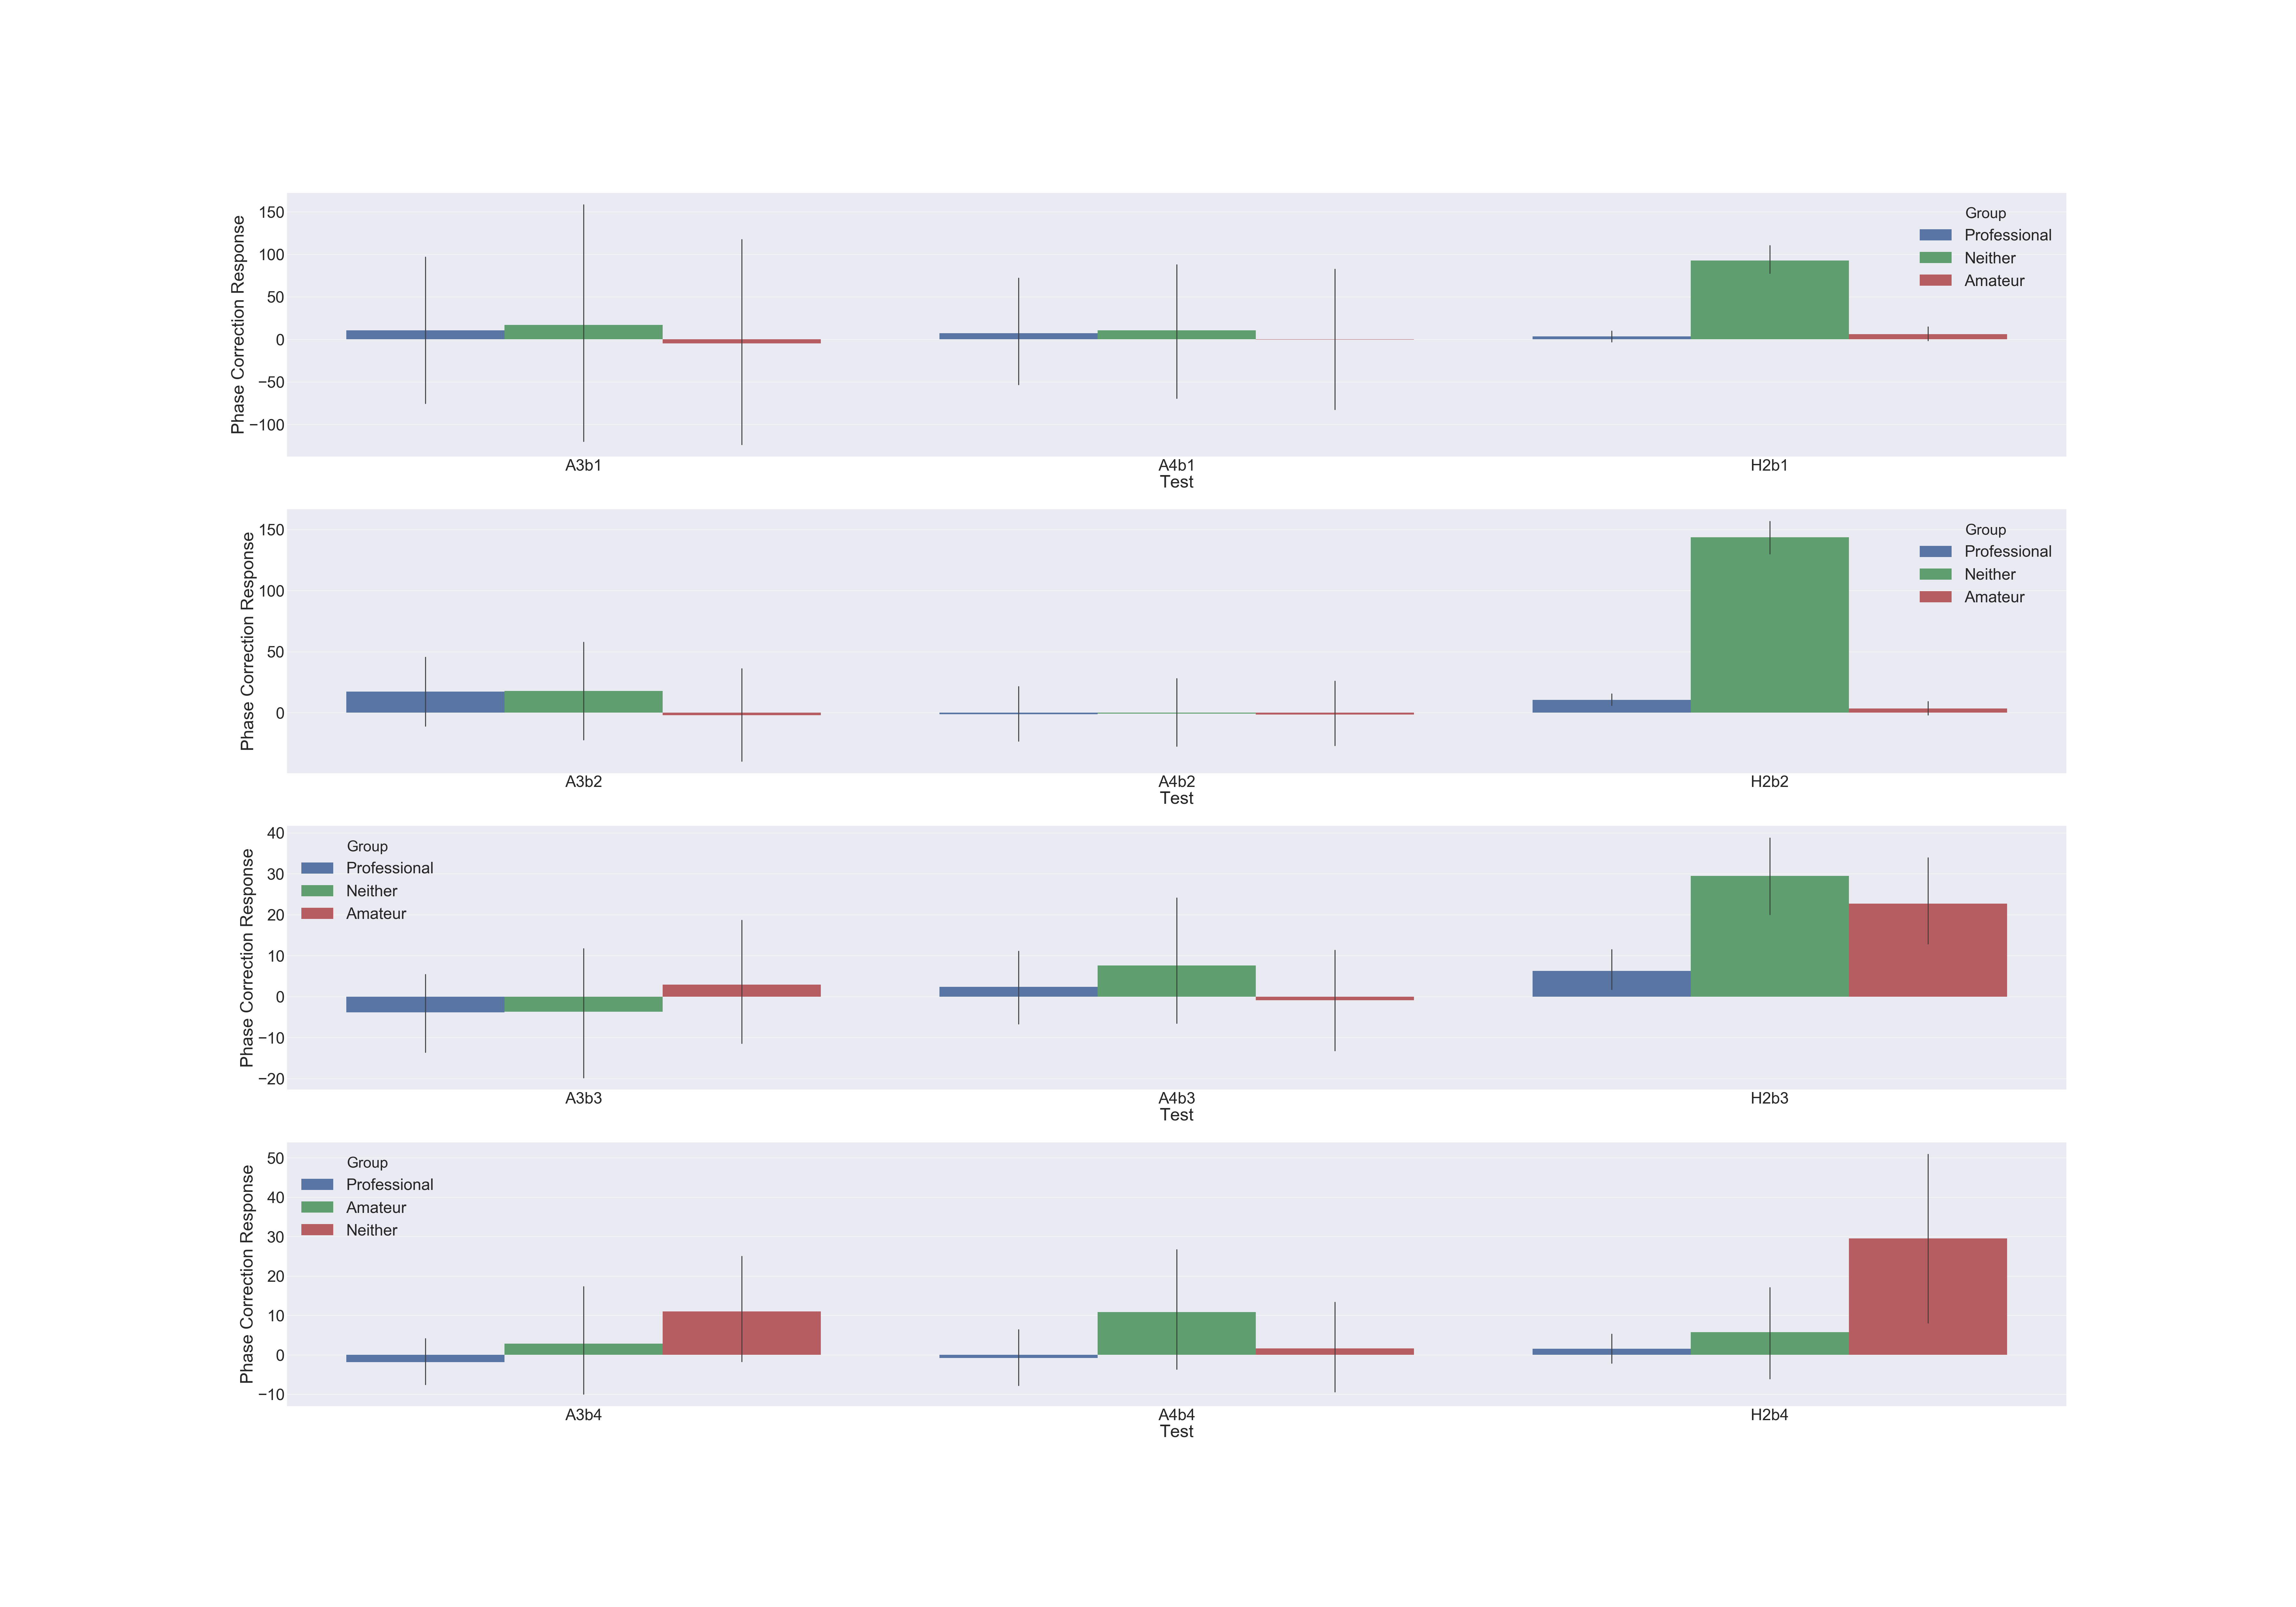 Phase Correction Response
150
100
50
0
−50
−100
Group
Professional
Neither
Amateur
A3b1 A4b1 H2b1
Test
Phase Correction Response
150
100
50
0
Group
Professional
Neither
Amateur
A3b2 A4b2 H2b2
Test
Phase Correction Response
40
30
20
10
0
−10
−20
Group
Professional
Neither
Amateur
A3b3 A4b3 H2b3
Test
Phase Correction Response
50
40
30
20
10
0
−10
Group
Professional
Amateur
Neither
A3b4 A4b4 H2b4
Test